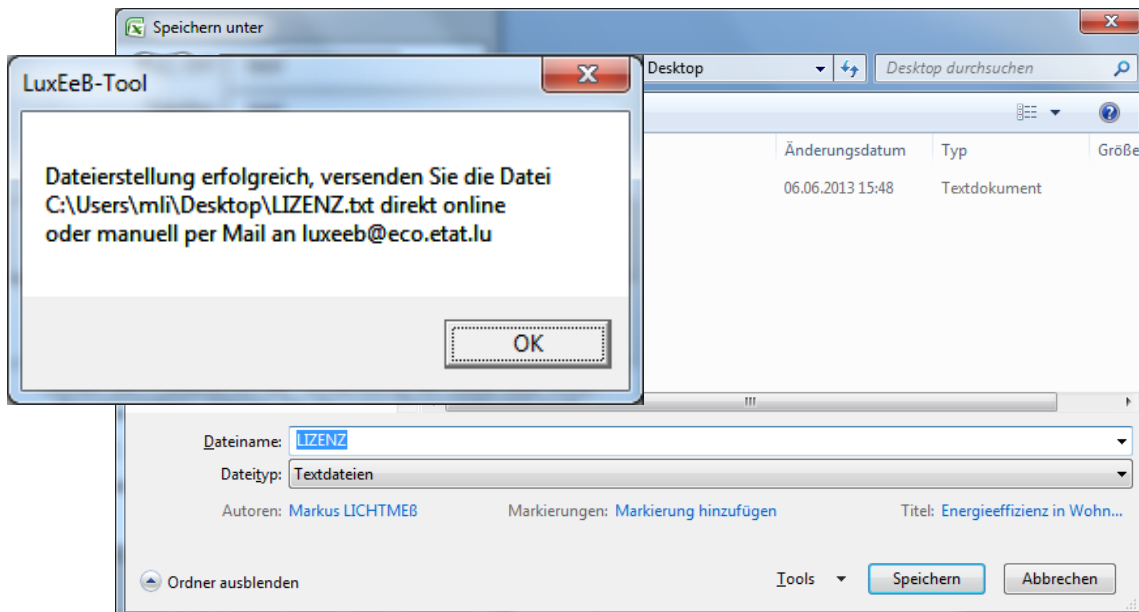 Speichern unter
LuxEeB-Tool
Desktop
Desktop durchsuchen
Änderungsdatum Typ Größe
06.06.2013 15:48 Textdokument
Dateierstellung erfolgreich, versenden Sie die Datei
C:\Users\mli\Desktop\LIZENZ.txt direkt online
oder manuell per Mail an luxeeb@eco.etat.lu
OK
Dateiname: LIZENZ
Dateityp: Textdateien
Autoren: Markus LICHTMEß Markierungen: Markierung hinzufügen Titel: Energieeffizienz in Wohn...
Ordner ausblenden Tools Speichern Abbrechen